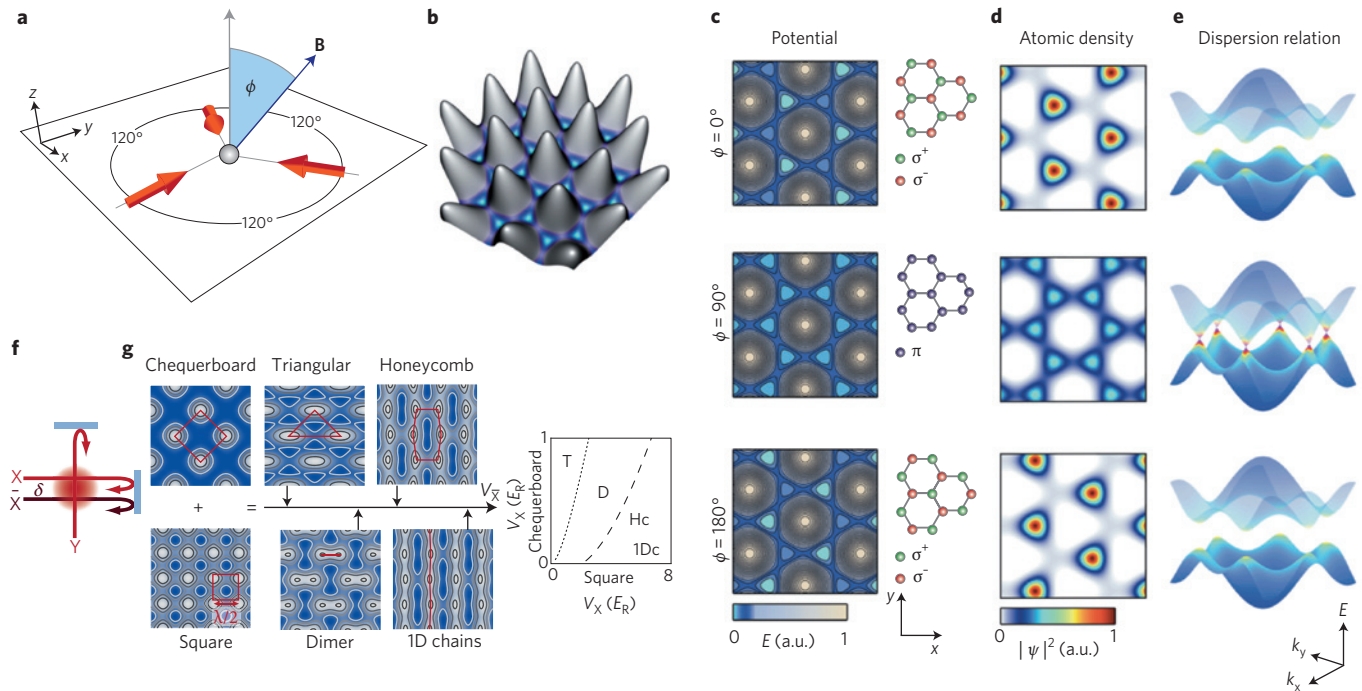 a
B
ϕ
z
y
x
120°
120°
120°
b
c
Potential
ϕ = 0°
σ+
σ−
ϕ = 90°
π
ϕ = 180°
σ+
σ−
0
E (a.u.)
1
y
x
d
Atomic density
0
|ψ|² (a.u.)
1
e
Dispersion relation
E
ky
kx
f
X
X̄
δ
Y
g
Chequerboard
Triangular
Honeycomb
+
=
VX̄
λ/2
Square
Dimer
1D chains
VX (ER)
Chequerboard
1
0
T
D
Hc
1Dc
0
Square
8
VX (ER)